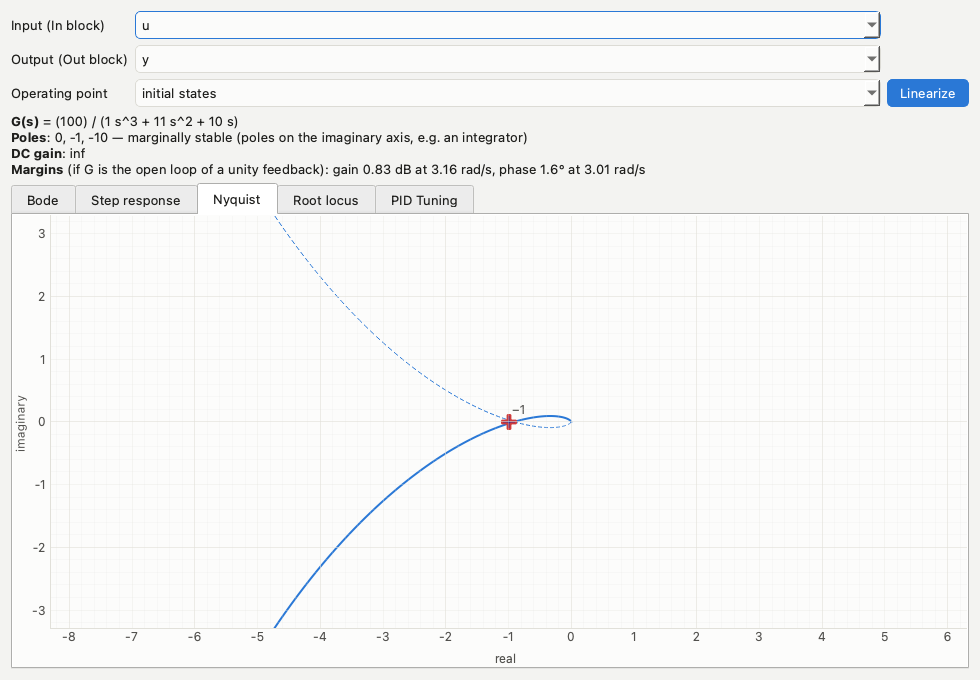 Input (In block) u
Output (Out block) y
Operating point initial states Linearize
G(s) = (100) / (1 s^3 + 11 s^2 + 10 s)
Poles: 0, -1, -10 — marginally stable (poles on the imaginary axis, e.g. an integrator)
DC gain: inf
Margins (if G is the open loop of a unity feedback): gain 0.83 dB at 3.16 rad/s, phase 1.6° at 3.01 rad/s
Bode Step response Nyquist Root locus PID Tuning
3
2
1
0
-1
-2
-3
imaginary
−1
-8 -7 -6 -5 -4 -3 -2 -1 0 1 2 3 4 5 6
real